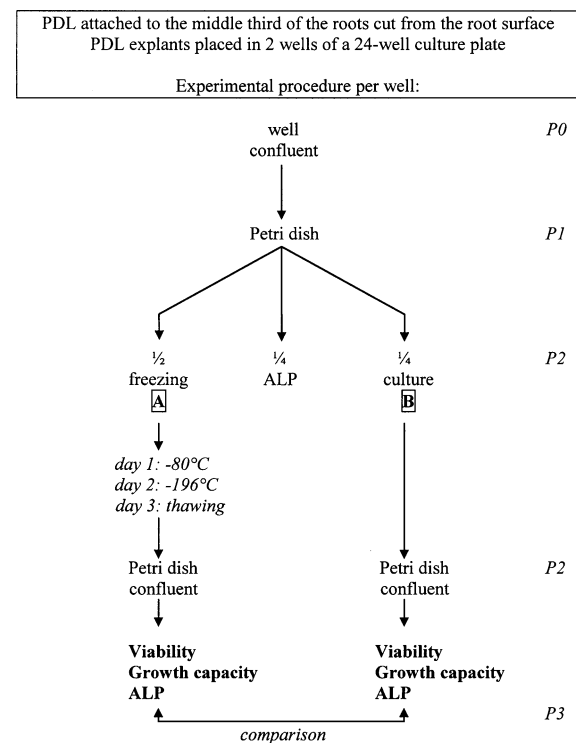 PDL attached to the middle third of the roots cut from the root surface
PDL explants placed in 2 wells of a 24-well culture plate
Experimental procedure per well:
well P0
confluent
Petri dish P1
½ ¼ ¼ P2
freezing ALP culture
A B
day 1: -80°C
day 2: -196°C
day 3: thawing
Petri dish Petri dish P2
confluent confluent
Viability Viability
Growth capacity Growth capacity
ALP ALP
P3
comparison